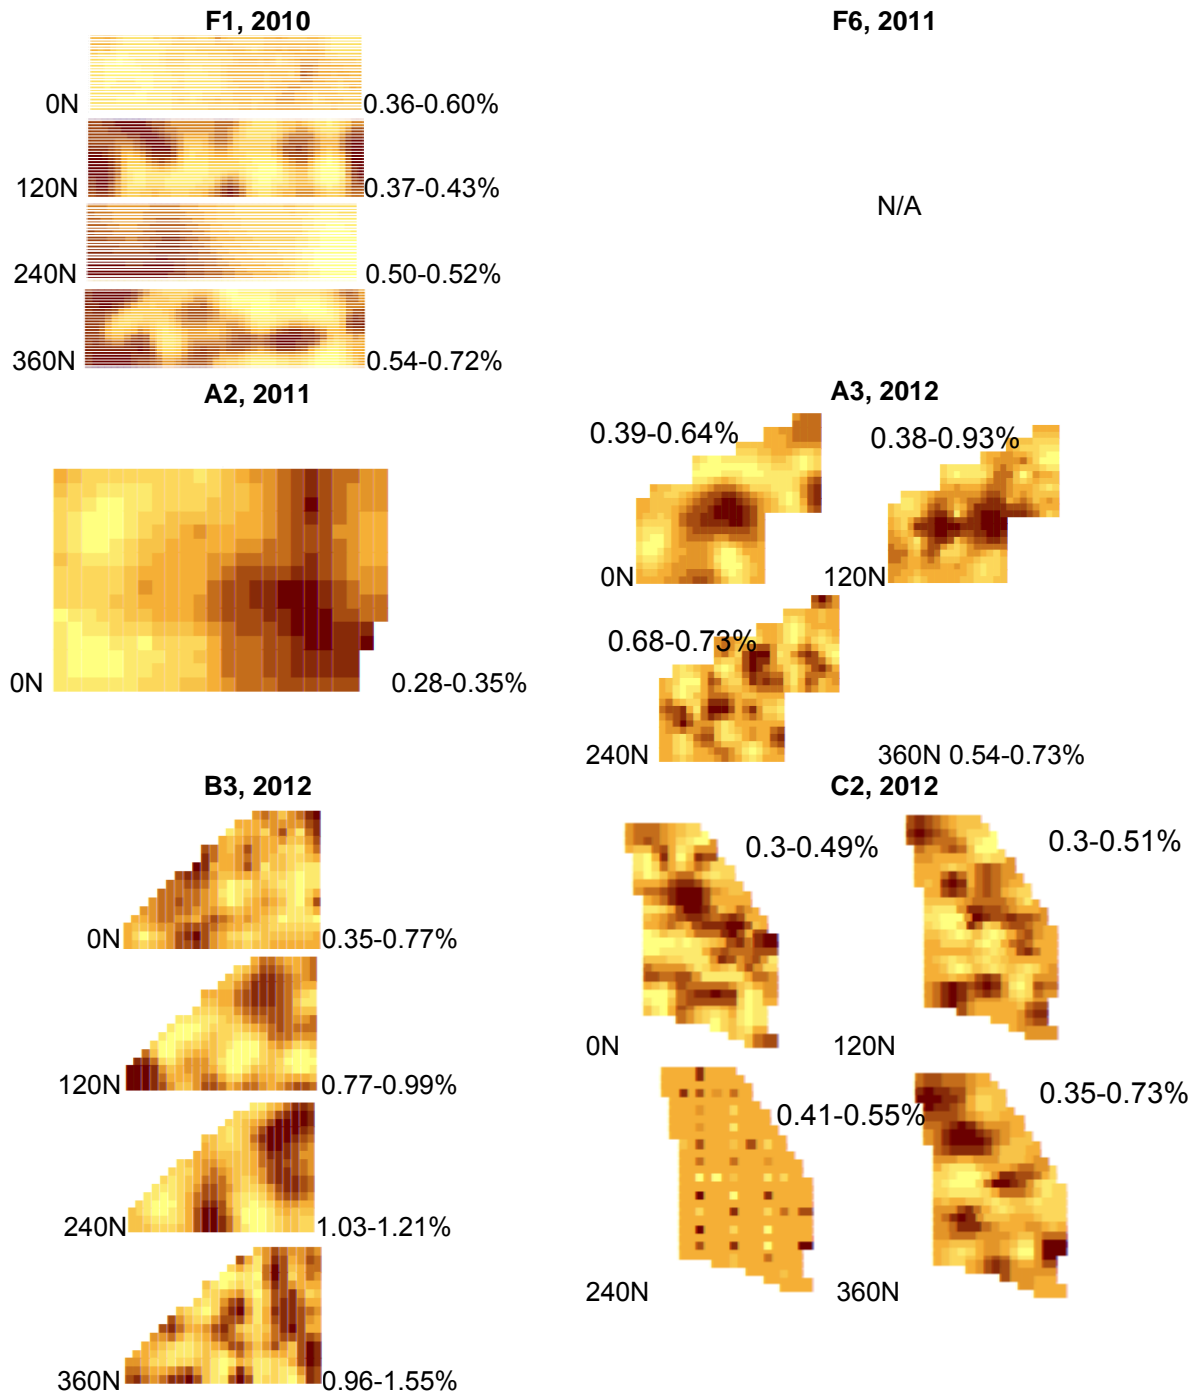 F1, 2010
0N 0.36-0.60%
120N 0.37-0.43%
240N 0.50-0.52%
360N 0.54-0.72%
F6, 2011
N/A
A2, 2011
0N 0.28-0.35%
A3, 2012
0.39-0.64% 0.38-0.93%
0N 120N
0.68-0.73%
240N 360N 0.54-0.73%
B3, 2012
0N 0.35-0.77%
120N 0.77-0.99%
240N 1.03-1.21%
360N 0.96-1.55%
C2, 2012
0.3-0.49% 0.3-0.51%
0N 120N
0.41-0.55% 0.35-0.73%
240N 360N